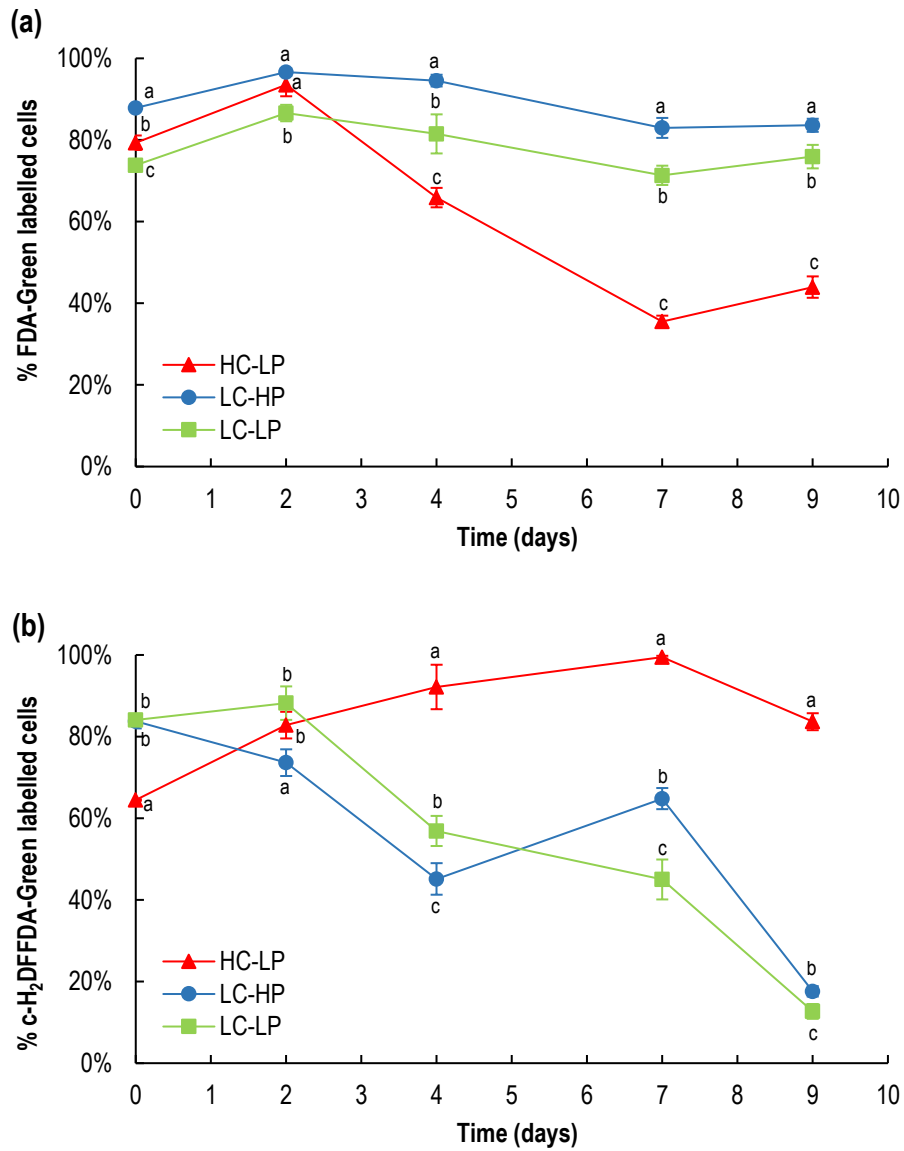 (a)
% FDA-Green labelled cells
100%
80%
60%
40%
20%
0%
a
b
c
a
a
b
a
b
c
a
b
c
a
b
c
HC-LP
LC-HP
LC-LP
0 1 2 3 4 5 6 7 8 9 10
Time (days)
(b)
% c-H₂DFFDA-Green labelled cells
100%
80%
60%
40%
20%
0%
b
b
a
b
b
a
a
b
c
a
b
c
a
b
c
HC-LP
LC-HP
LC-LP
0 1 2 3 4 5 6 7 8 9 10
Time (days)